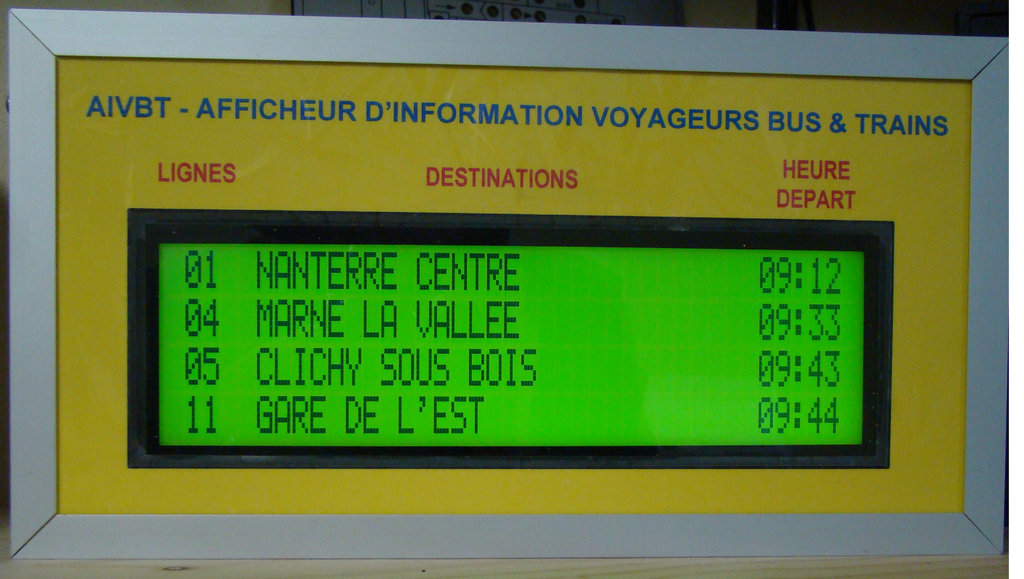 AIVBT - AFFICHEUR D'INFORMATION VOYAGEURS BUS & TRAINS
LIGNES DESTINATIONS HEURE DEPART
01 NANTERRE CENTRE 09:12
04 MARNE LA VALLEE 09:33
05 CLICHY SOUS BOIS 09:43
11 GARE DE L'EST 09:44